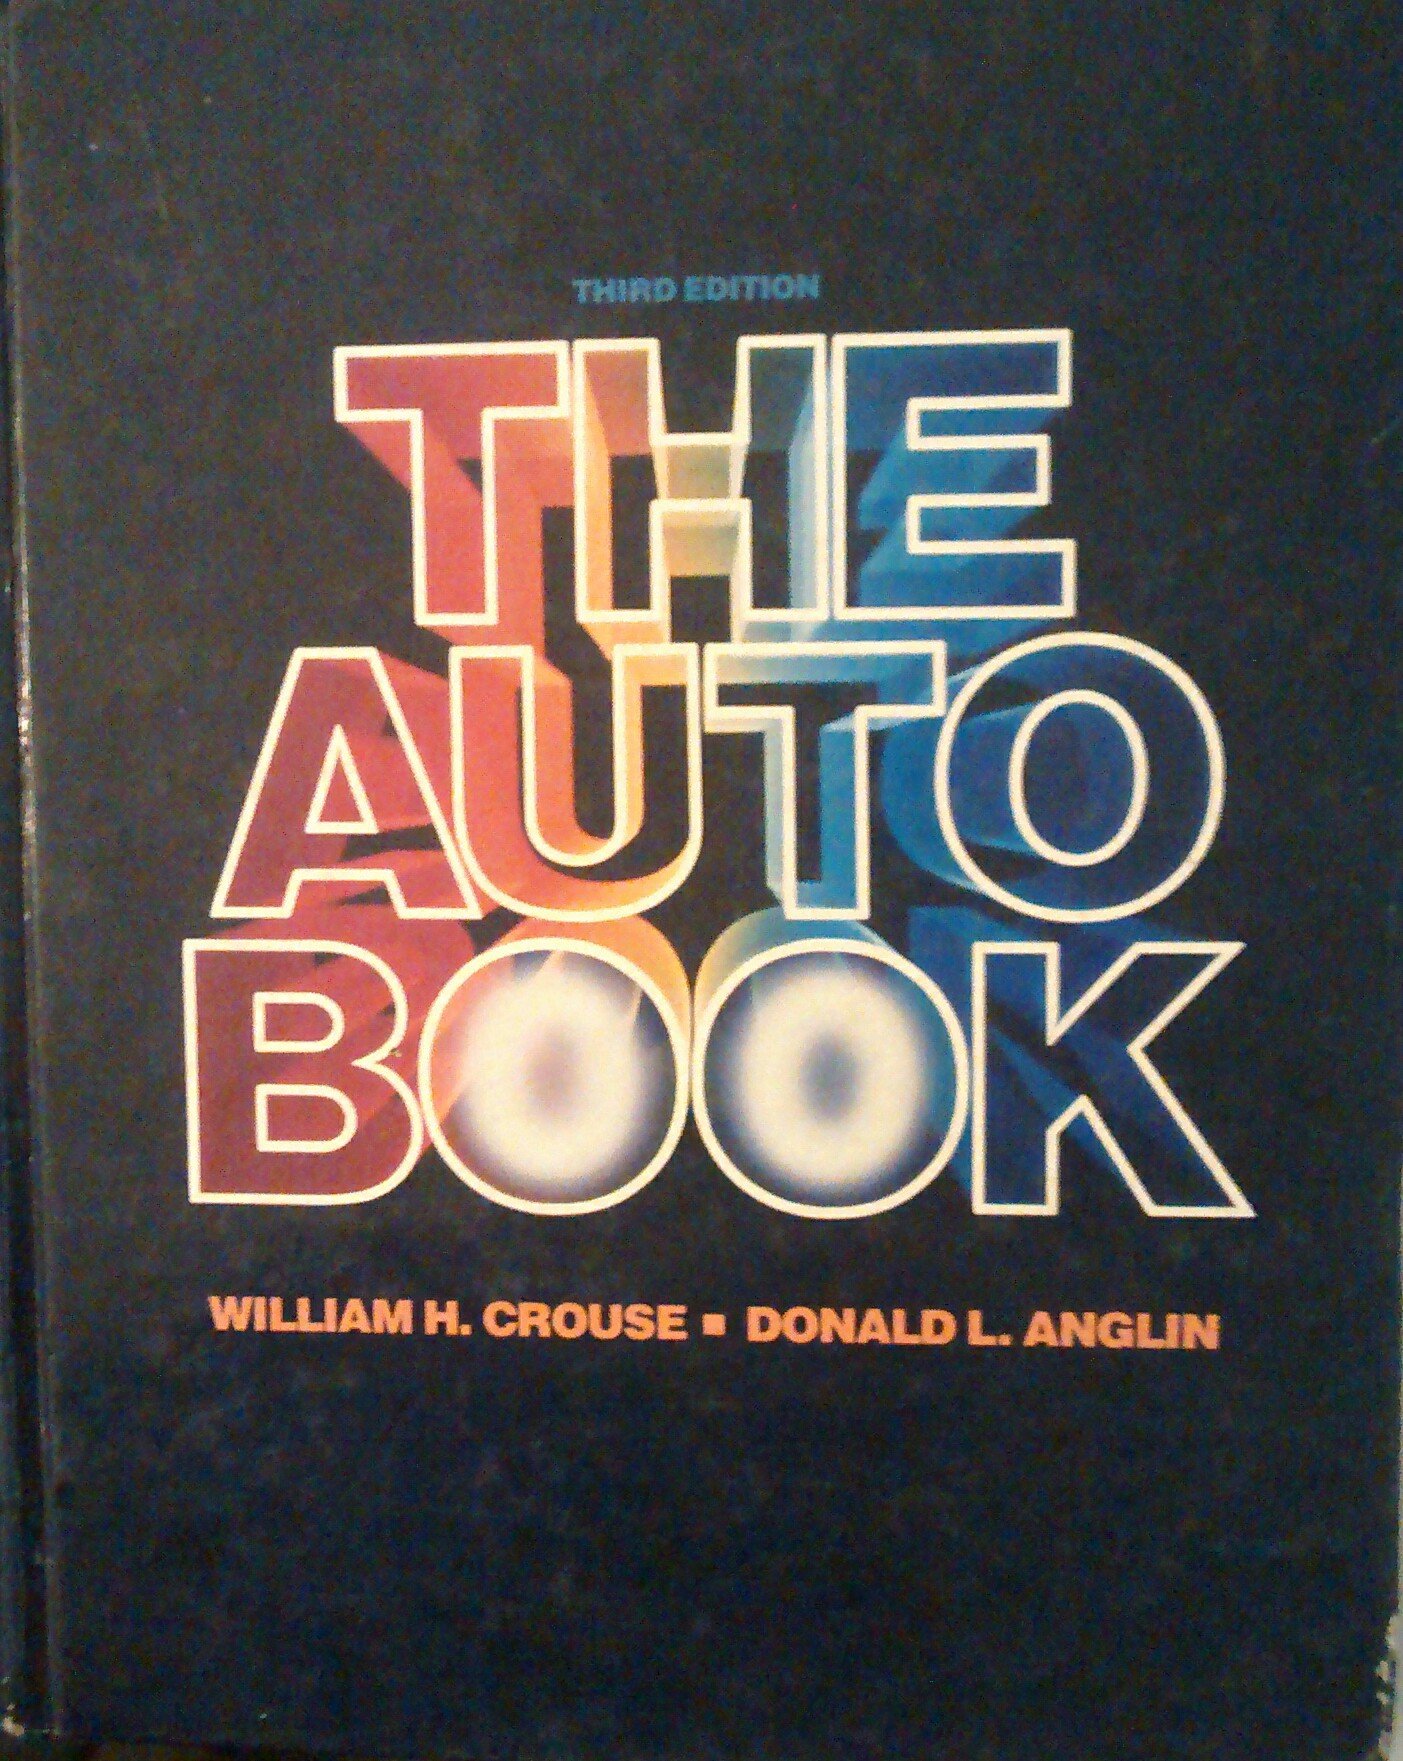 THIRD EDITION
THE
AUTO
BOOK
WILLIAM H. CROUSE ■ DONALD L. ANGLIN